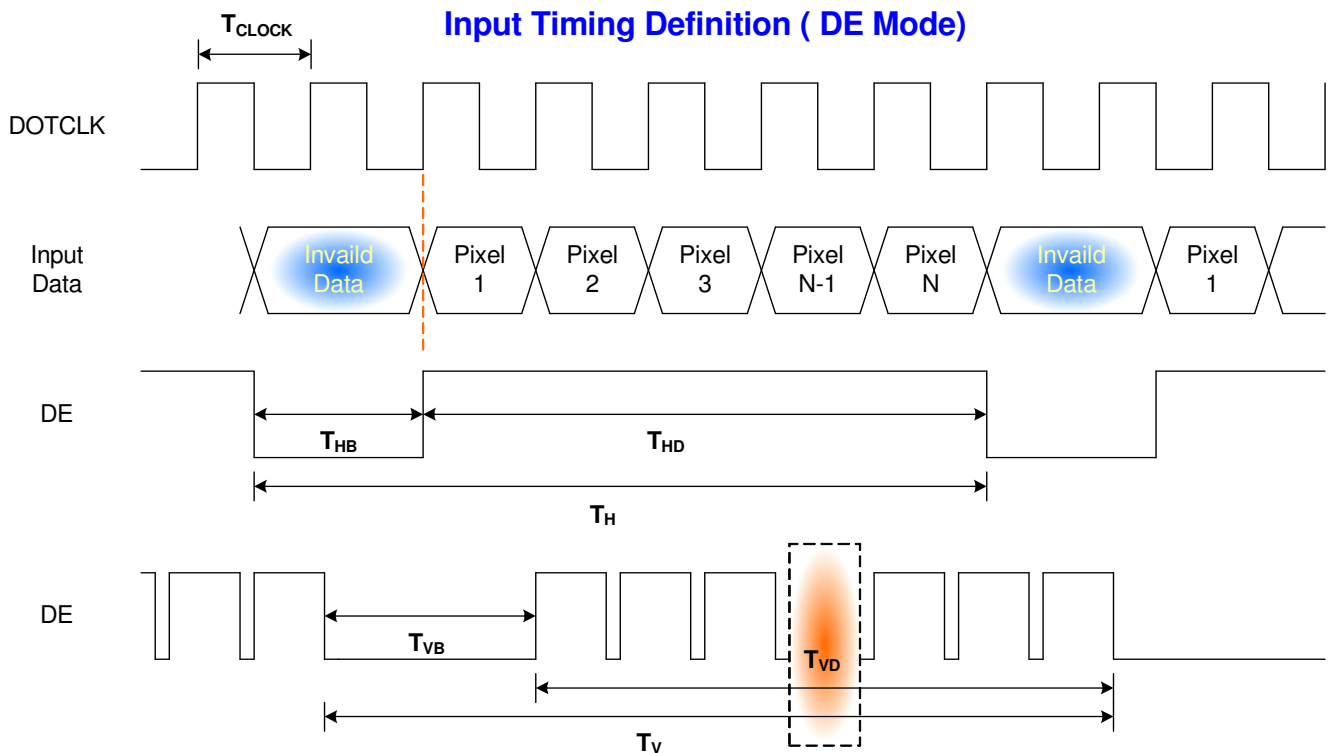 Input Timing Definition ( DE Mode)
TCLOCK
DOTCLK
Input
Data
Invaild
Data
Pixel
1
Pixel
2
Pixel
3
Pixel
N-1
Pixel
N
Invaild
Data
Pixel
1
DE
THB
THD
TH
DE
TVB
TVD
TV